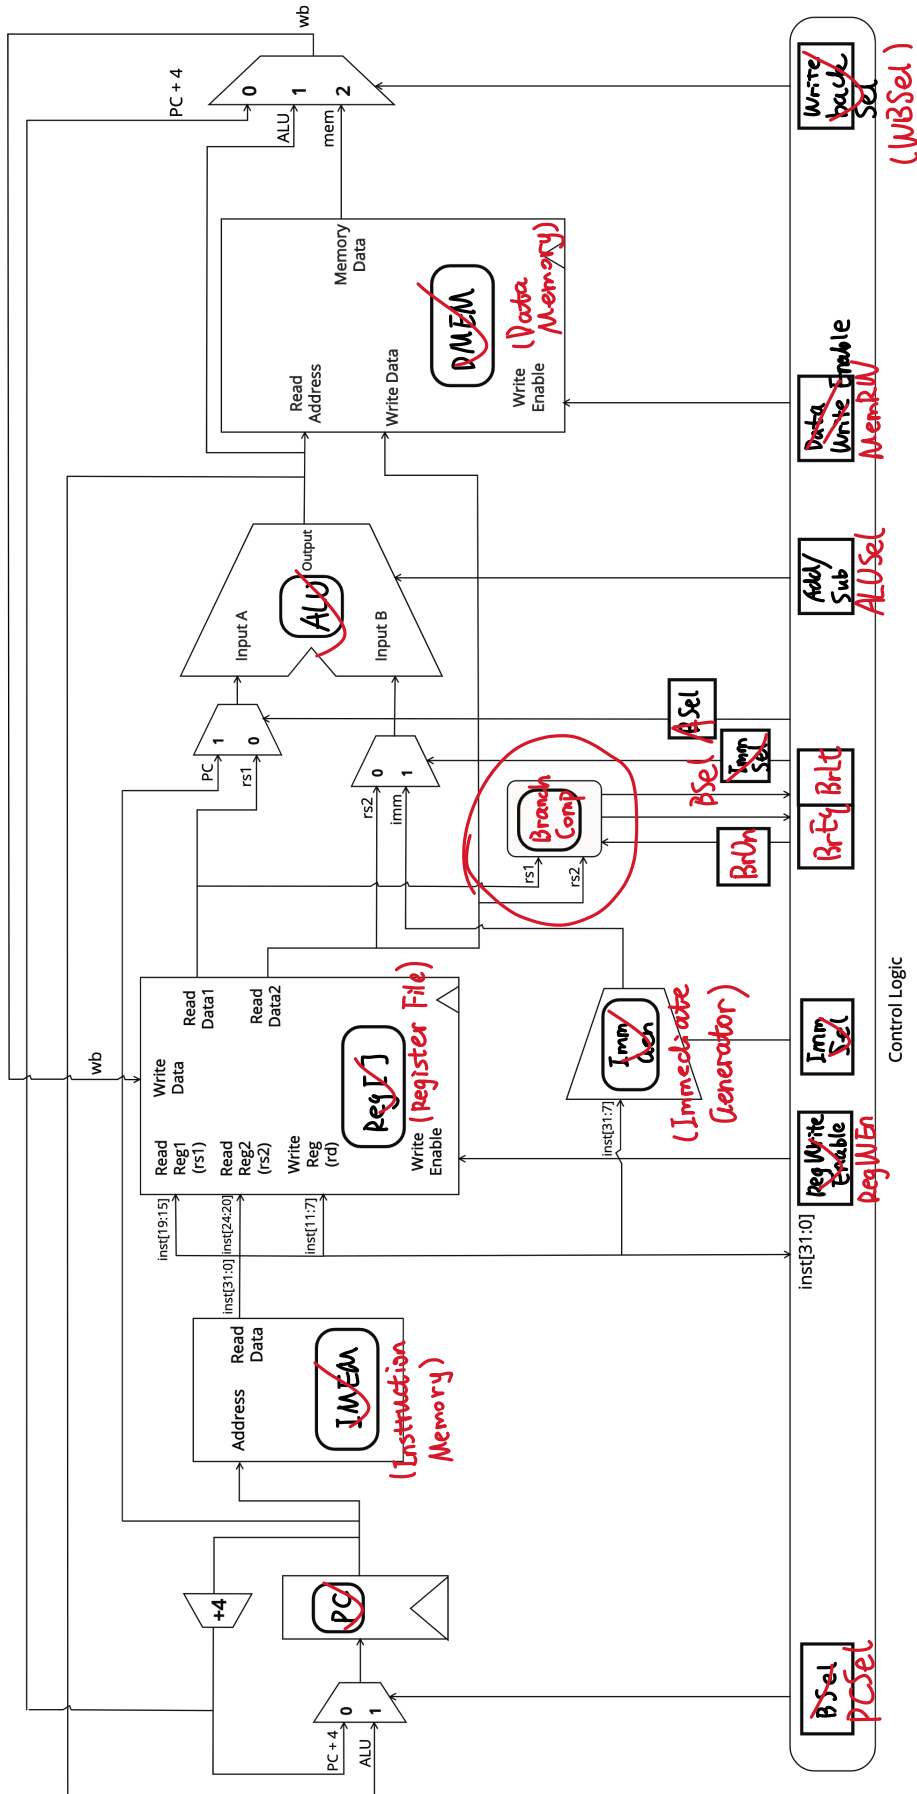 wb
wb
PC + 4
+4
PC + 4
ALU
0
1
PC
Address
Read
Data
IMEM
(Instruction
Memory)
inst[31:0]
inst[19:15]
inst[24:20]
inst[11:7]
Read
Reg1
(rs1)
Read
Reg2
(rs2)
Write
Reg
(rd)
Write
Enable
Write
Data
Read
Data1
Read
Data2
Reg[]
(Register File)
inst[31:7]
Imm
Gen
(Immediate
Generator)
PC
rs1
1
0
rs2
imm
0
1
rs1
rs2
Branch
Comp
Input A
Input B
ALU
Output
Read
Address
Write Data
Write
Enable
Memory
Data
DMEM
(Data
Memory)
ALU
mem
0
1
2
BSel
PCSel
inst[31:0]
Reg Write
Enable
RegWEn
Imm
Sel
BrUn
BrEq
BrLt
Imm
Sel
BSel
ASel
Add/
Sub
ALUSel
Data
Write Enable
MemRW
Write
back
Sel
(WBSel)
Control Logic